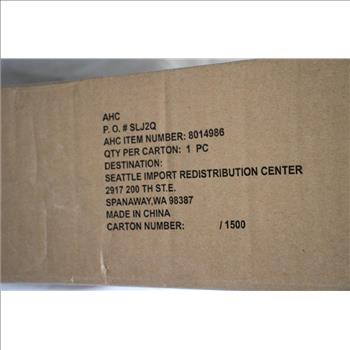 AHC
P. O. # SLJ2Q
AHC ITEM NUMBER: 8014986
QTY PER CARTON: 1 PC
DESTINATION:
SEATTLE IMPORT REDISTRIBUTION CENTER
2917 200 TH ST.E.
SPANAWAY,WA 98387
MADE IN CHINA
CARTON NUMBER: / 1500